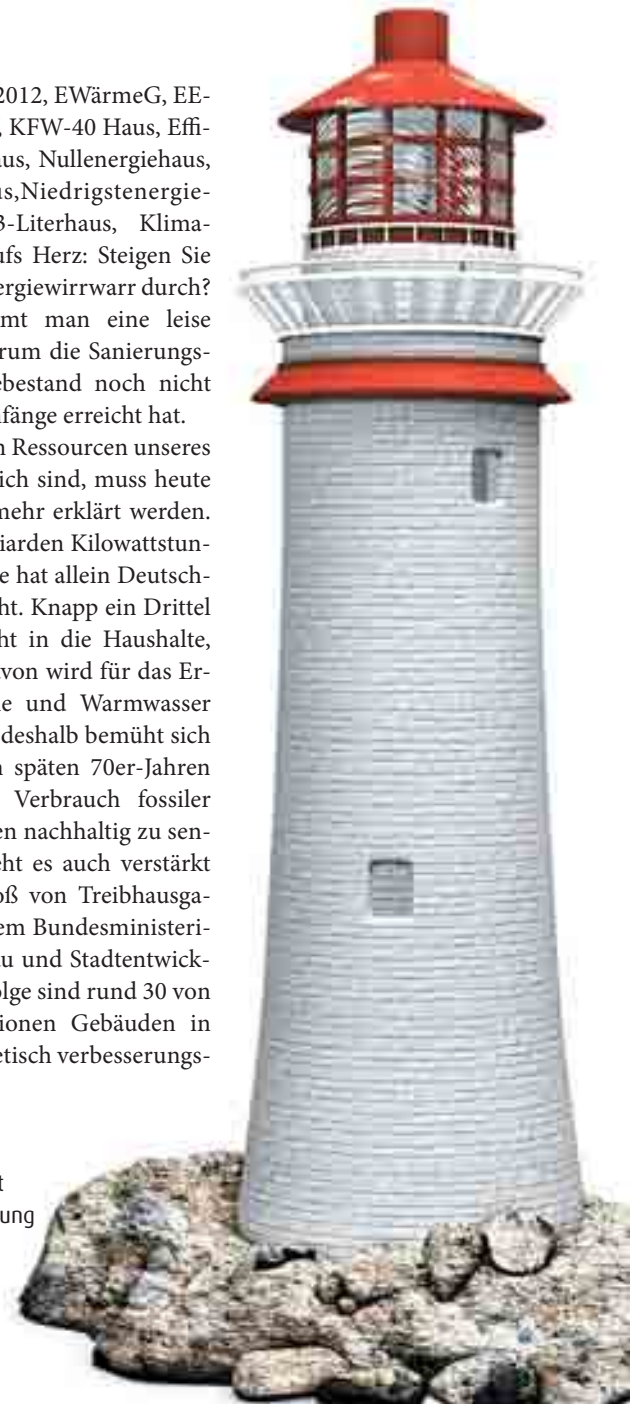 2012, EWärmeG, EE-
, KFW-40 Haus, Effi-
aus, Nullenergiehaus,
us,Niedrigstenergie-
3-Literhaus, Klima-
ufs Herz: Steigen Sie
ergiewirrwarr durch?
mt man eine leise
rum die Sanierungs-
ebestand noch nicht
nfänge erreicht hat.
n Ressourcen unseres
ich sind, muss heute
mehr erklärt werden.
iarden Kilowattstun-
e hat allein Deutsch-
ht. Knapp ein Drittel
ht in die Haushalte,
avon wird für das Er-
e und Warmwasser
deshalb bemüht sich
n späten 70er-Jahren
Verbrauch fossiler
en nachhaltig zu sen-
eht es auch verstärkt
oß von Treibhausga-
em Bundesministeri-
u und Stadtentwick-
olge sind rund 30 von
ionen Gebäuden in
etisch verbesserungs-
t
ung